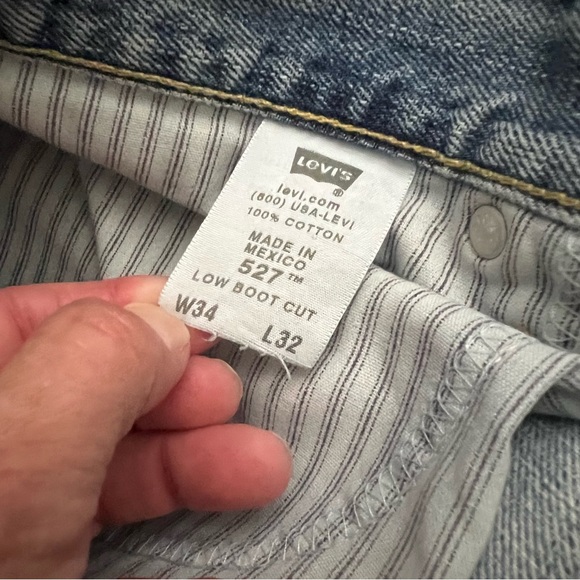 LEVI'S
®
levi.com
(800) USA-LEVI
100% COTTON
MADE IN
MEXICO
527™
LOW BOOT CUT
W34 L32